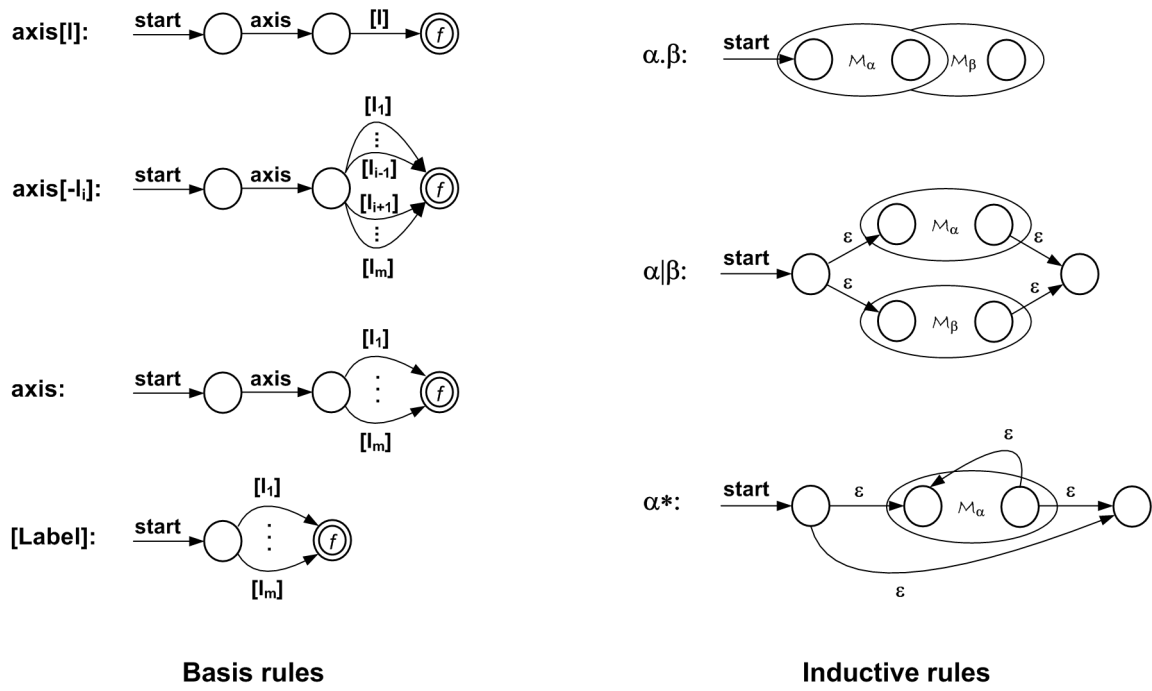 axis[l]: start axis [l] f
axis[-lᵢ]: start axis [l₁] ⋮ [lᵢ₋₁] [lᵢ₊₁] ⋮ [lₘ] f
axis: start axis [l₁] ⋮ [lₘ] f
[Label]: start [l₁] ⋮ [lₘ] f
Basis rules
α.β: start Mα Mβ
α|β: start ε Mα ε ε Mβ ε
α*: start ε Mα ε ε ε
Inductive rules